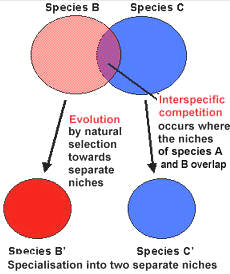 Species B Species C
Evolution
by natural
selection
towards
separate
niches
Interspecific
competition
occurs where
the niches
of species A
and B overlap
Species B' Species C'
Specialisation into two separate niches